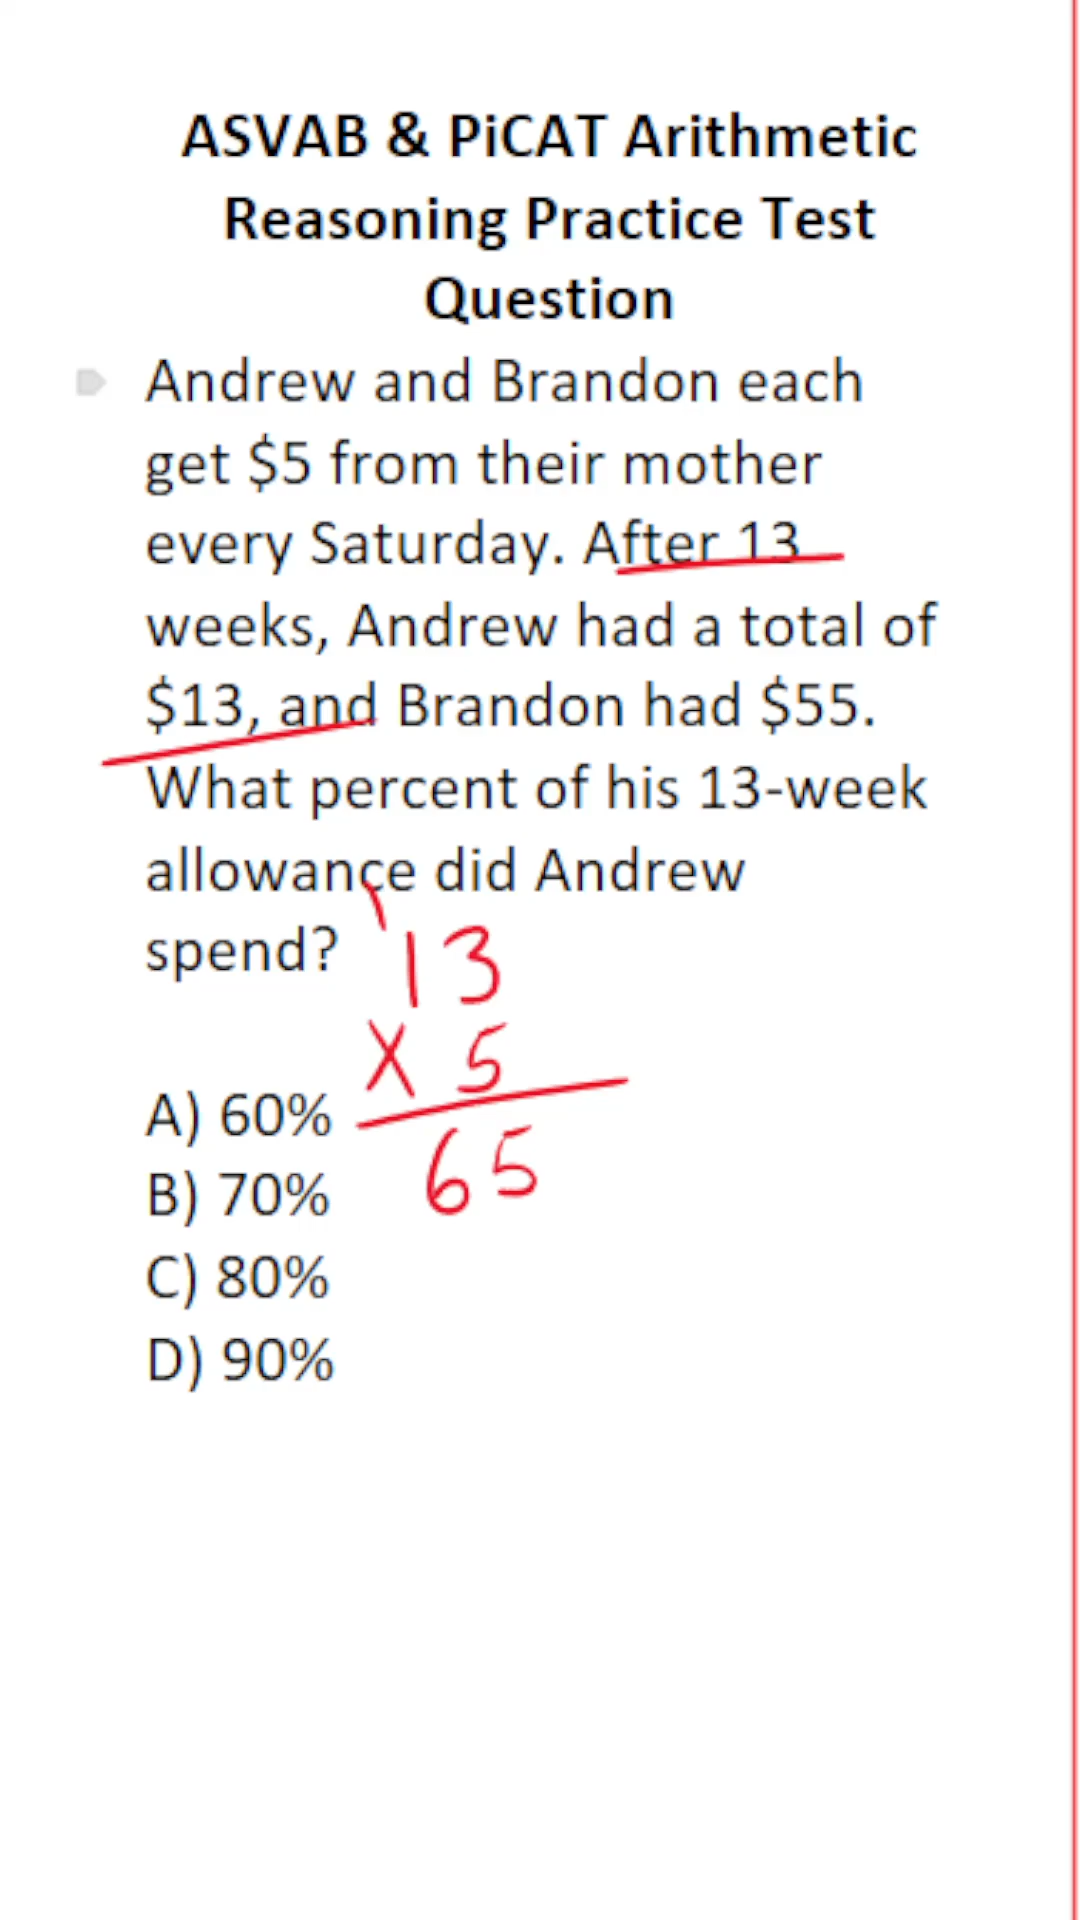 ASVAB & PiCAT Arithmetic
Reasoning Practice Test
Question
Andrew and Brandon each
get $5 from their mother
every Saturday. After 13
weeks, Andrew had a total of
$13, and Brandon had $55.
What percent of his 13-week
allowance did Andrew
spend?
1
13
X 5
65
A) 60%
B) 70%
C) 80%
D) 90%